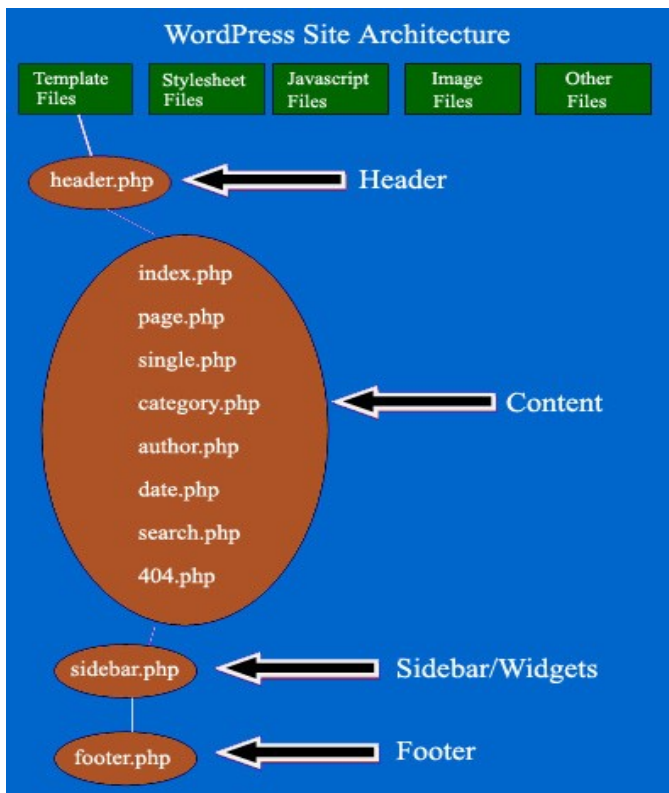 WordPress Site Architecture
Template
Files
Stylesheet
Files
Javascript
Files
Image
Files
Other
Files
header.php
Header
index.php
page.php
single.php
category.php
Content
author.php
date.php
search.php
404.php
sidebar.php
Sidebar/Widgets
footer.php
Footer